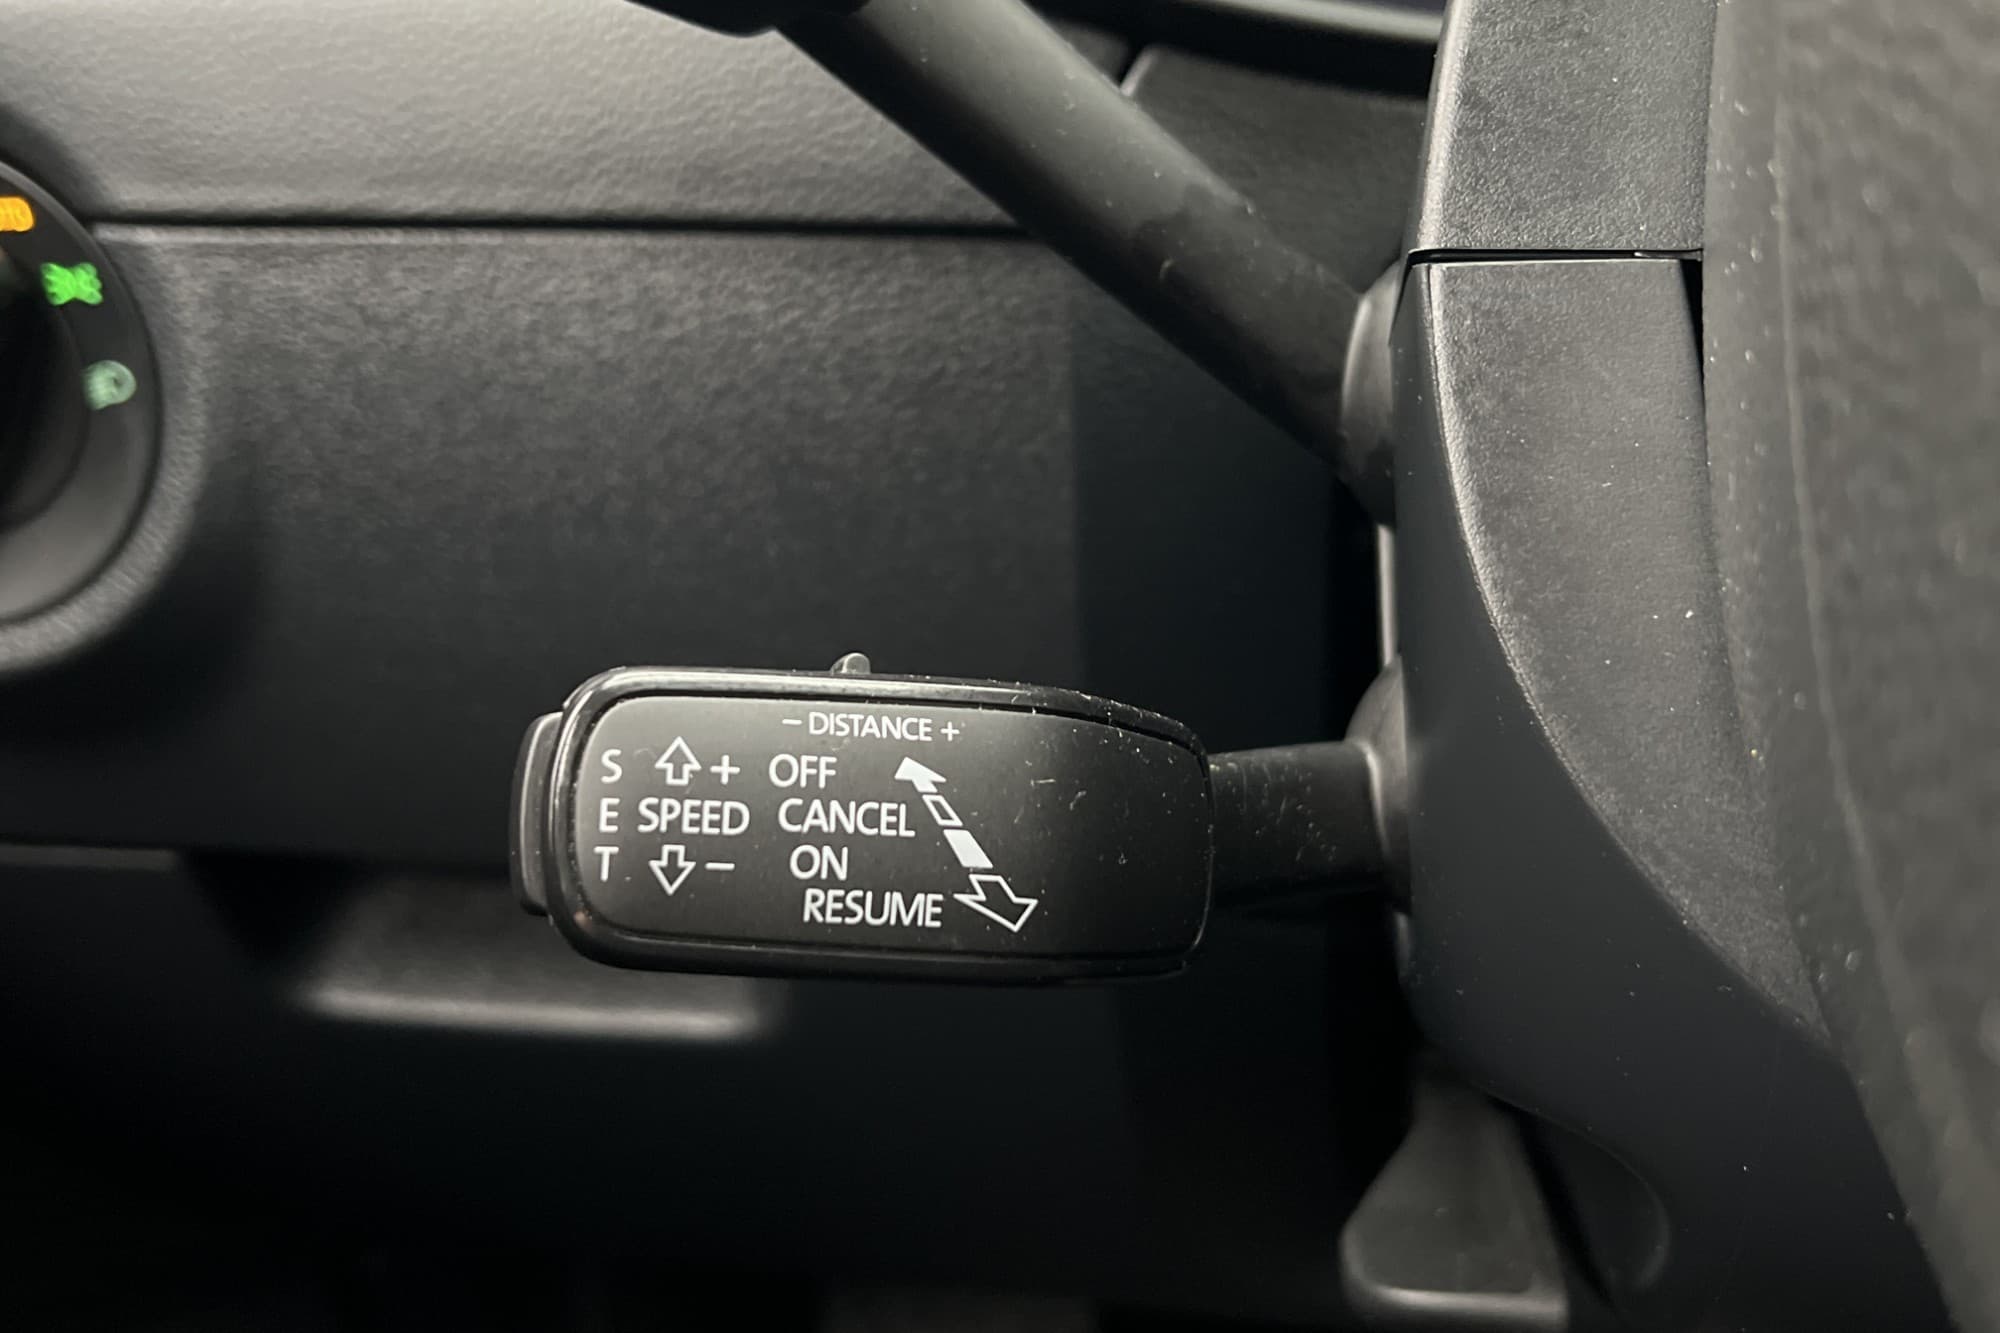 − DISTANCE +
S + OFF
E SPEED CANCEL
T − ON
RESUME